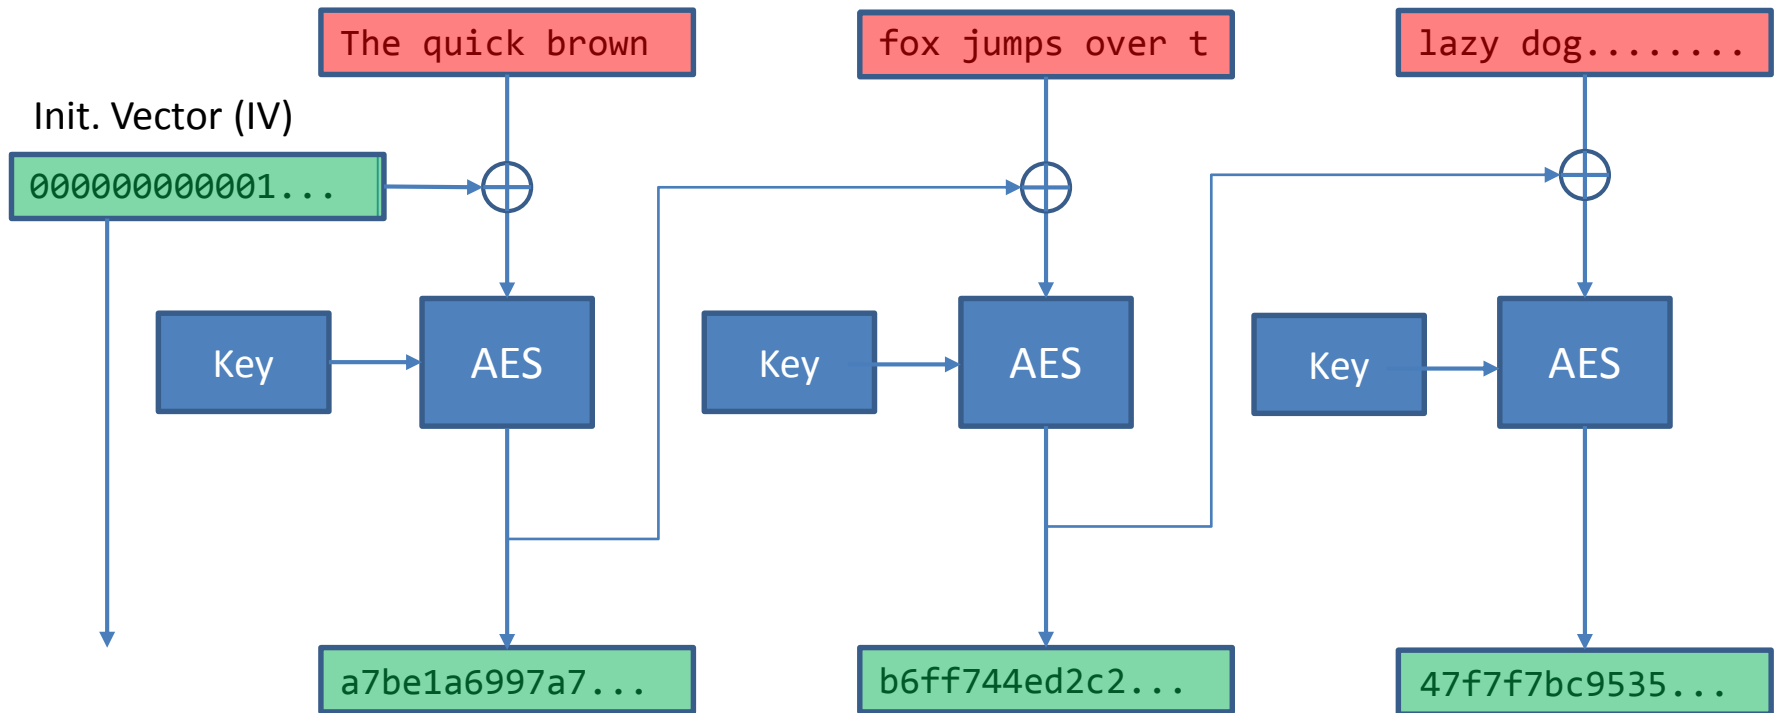 The quick brown
fox jumps over t
lazy dog........
Init. Vector (IV)
000000000001...
Key
AES
Key
AES
Key
AES
a7be1a6997a7...
b6ff744ed2c2...
47f7f7bc9535...